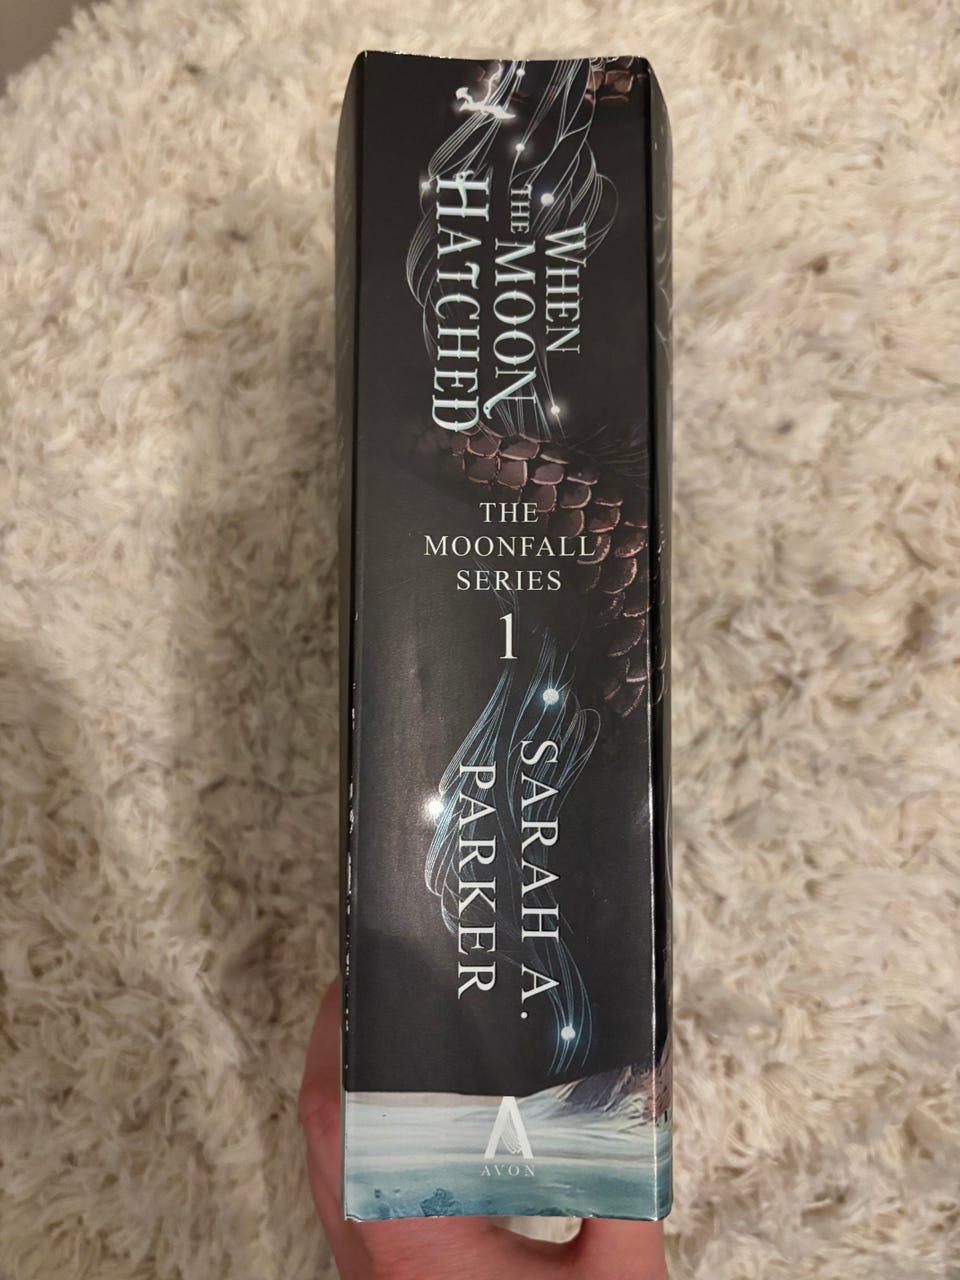 WHEN
THE MOON
HATCHED
THE
MOONFALL
SERIES
1
SARAH A.
PARKER
AVON